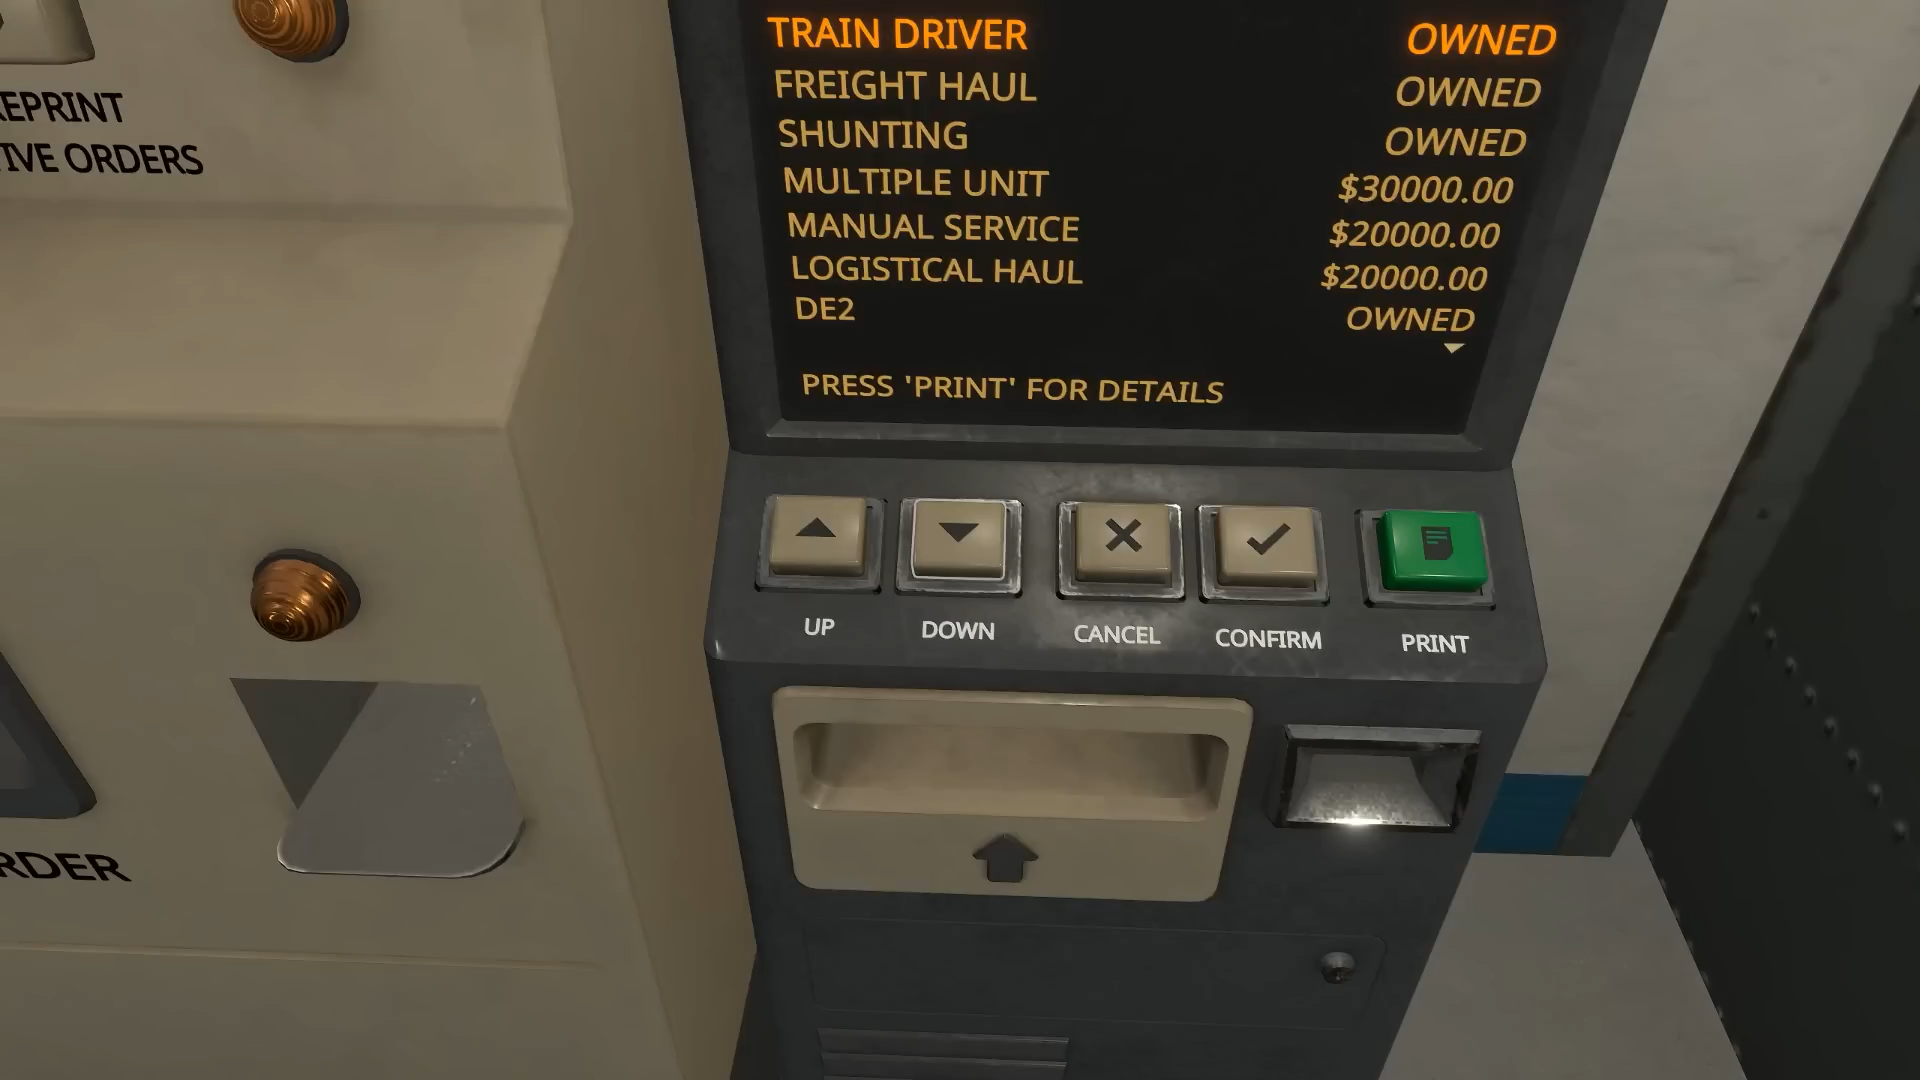 EPRINT
TIVE ORDERS
RDER
TRAIN DRIVER OWNED
FREIGHT HAUL OWNED
SHUNTING OWNED
MULTIPLE UNIT $30000.00
MANUAL SERVICE $20000.00
LOGISTICAL HAUL $20000.00
DE2 OWNED
PRESS 'PRINT' FOR DETAILS
UP DOWN CANCEL CONFIRM PRINT